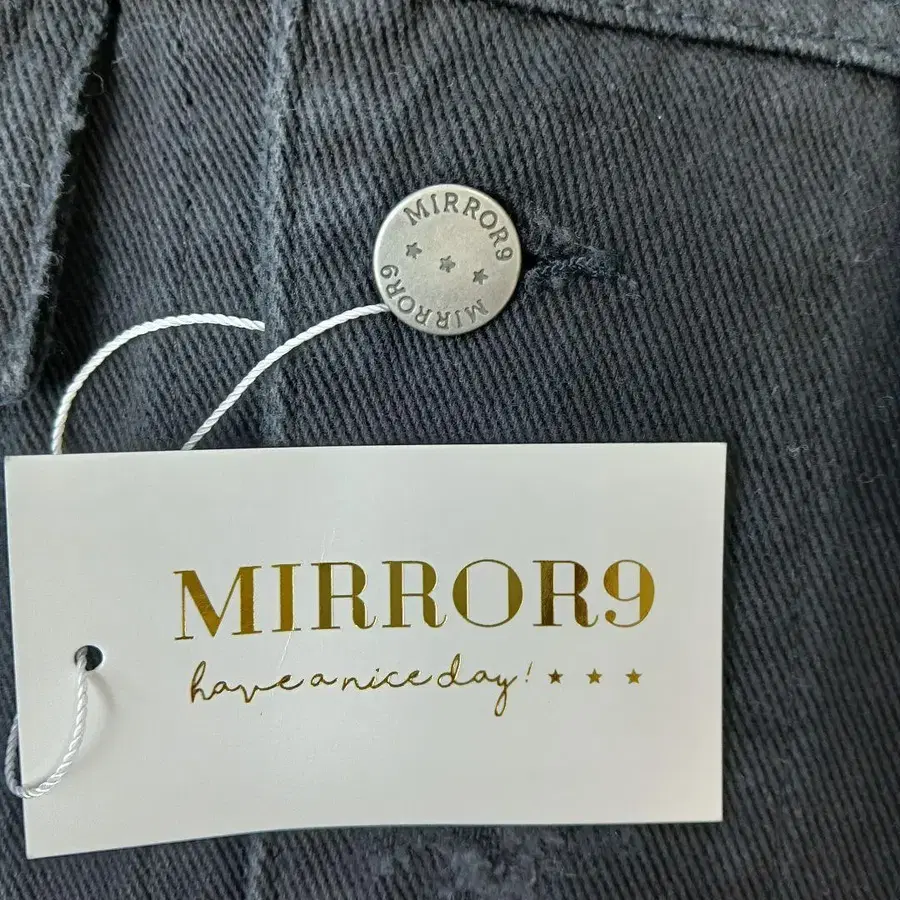 MIRROR9
★ ★ ★
MIRROR9
MIRROR9
have a nice day! ★ ★ ★